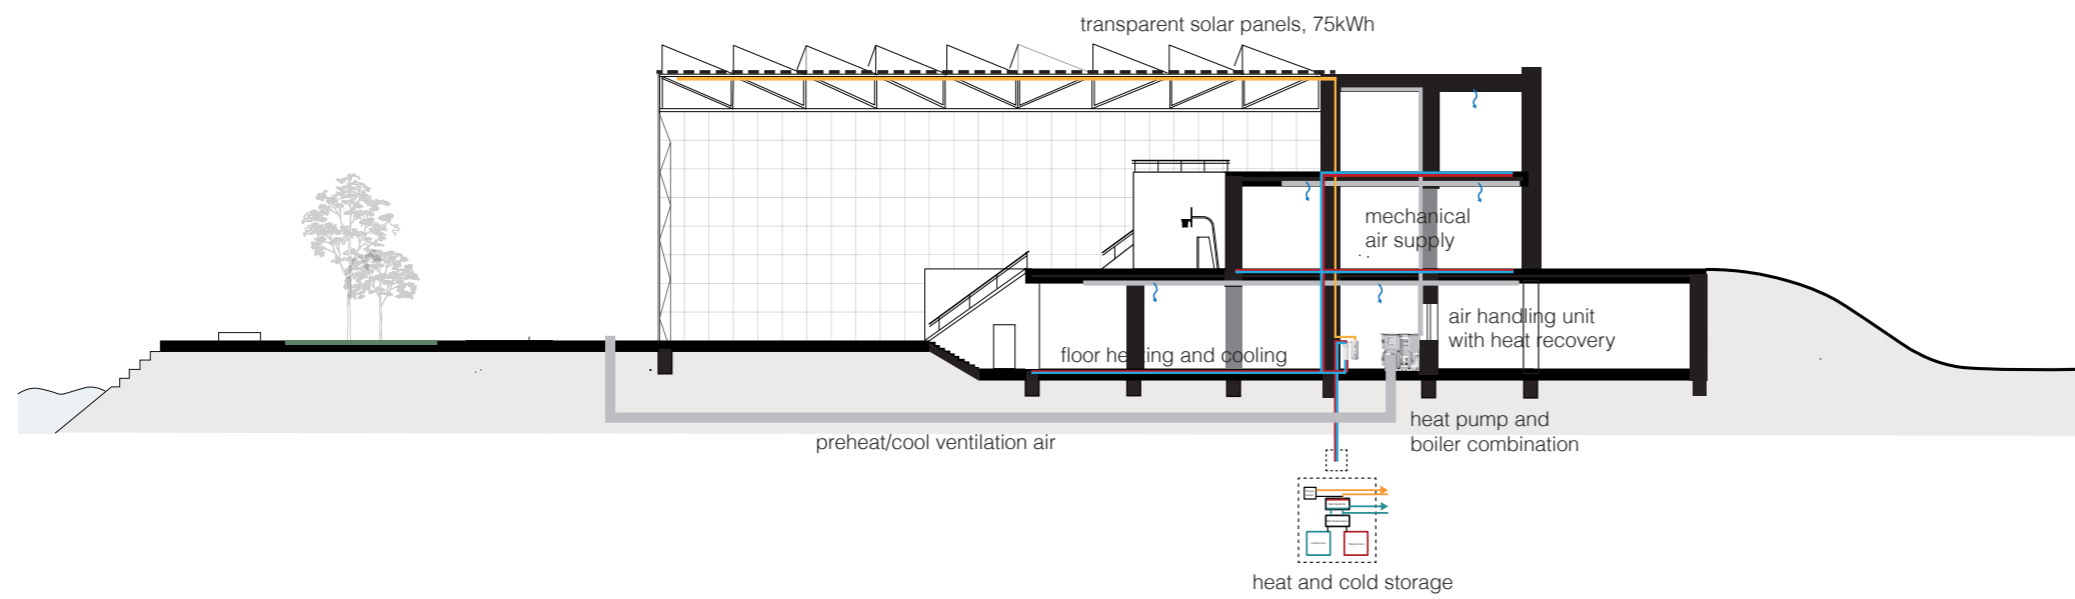 transparent solar panels, 75kWh
mechanical
air supply
air handling unit
with heat recovery
floor heating and cooling
heat pump and
boiler combination
preheat/cool ventilation air
heat and cold storage